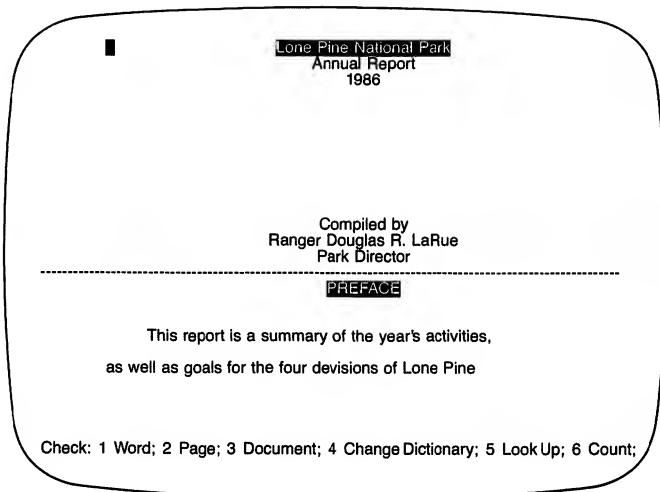 Lone Pine National Park
Annual Report
1986
Compiled by
Ranger Douglas R. LaRue
Park Director
PREFACE
This report is a summary of the year's activities,
as well as goals for the four devisions of Lone Pine
Check: 1 Word; 2 Page; 3 Document; 4 Change Dictionary; 5 Look Up; 6 Count;